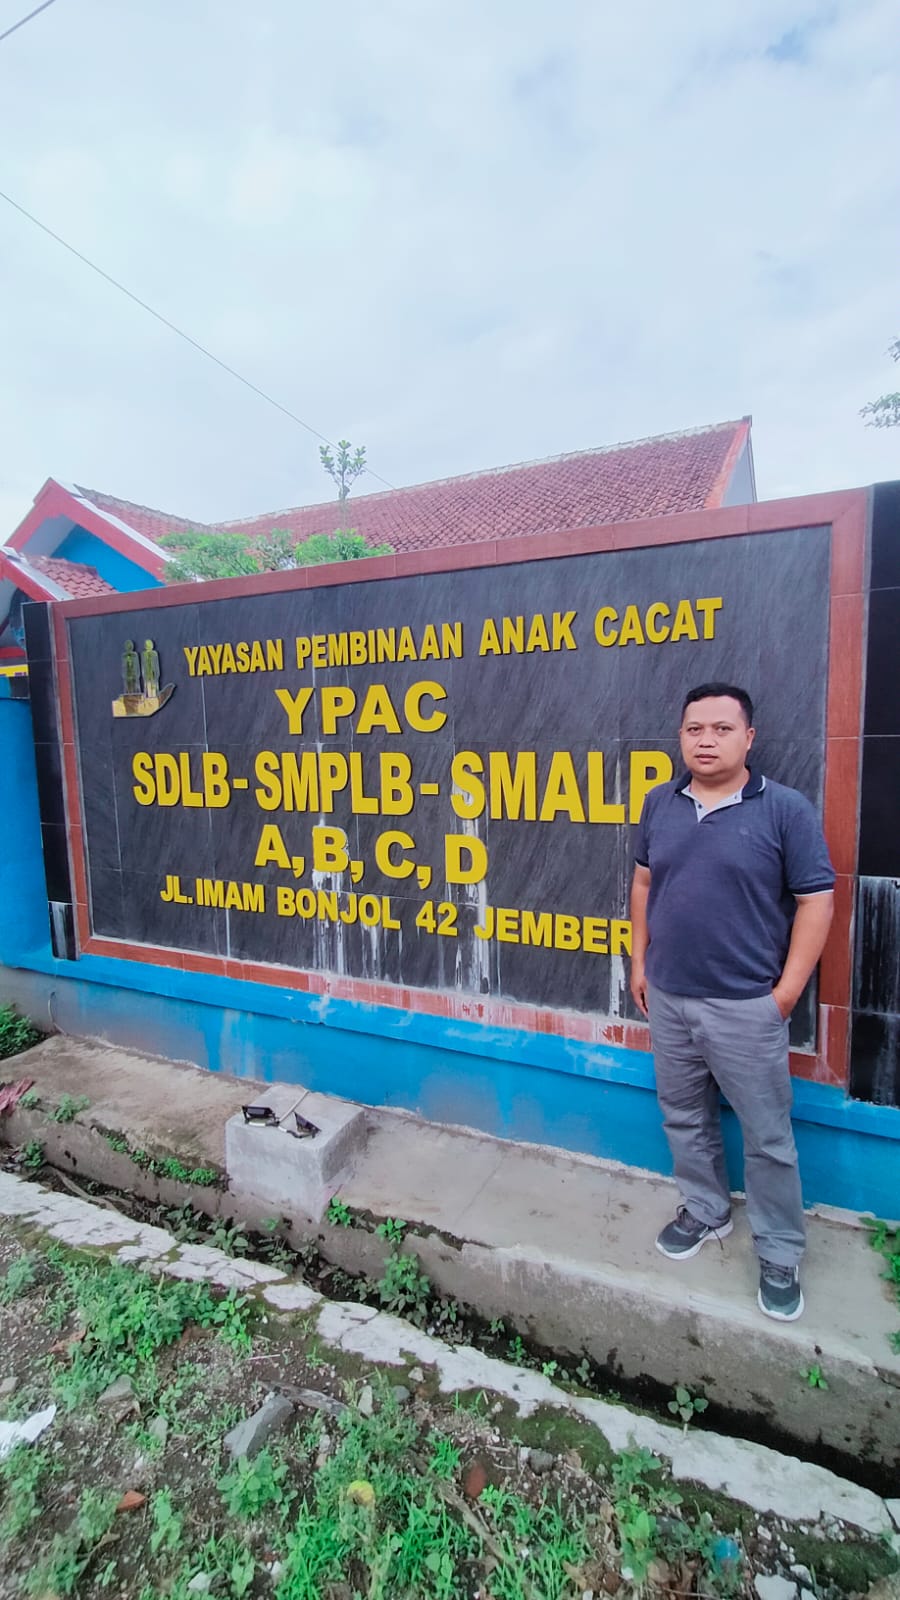 YAYASAN PEMBINAAN ANAK CACAT
YPAC
SDLB-SMPLB-SMALB
A, B, C, D
JL. IMAM BONJOL 42 JEMBER